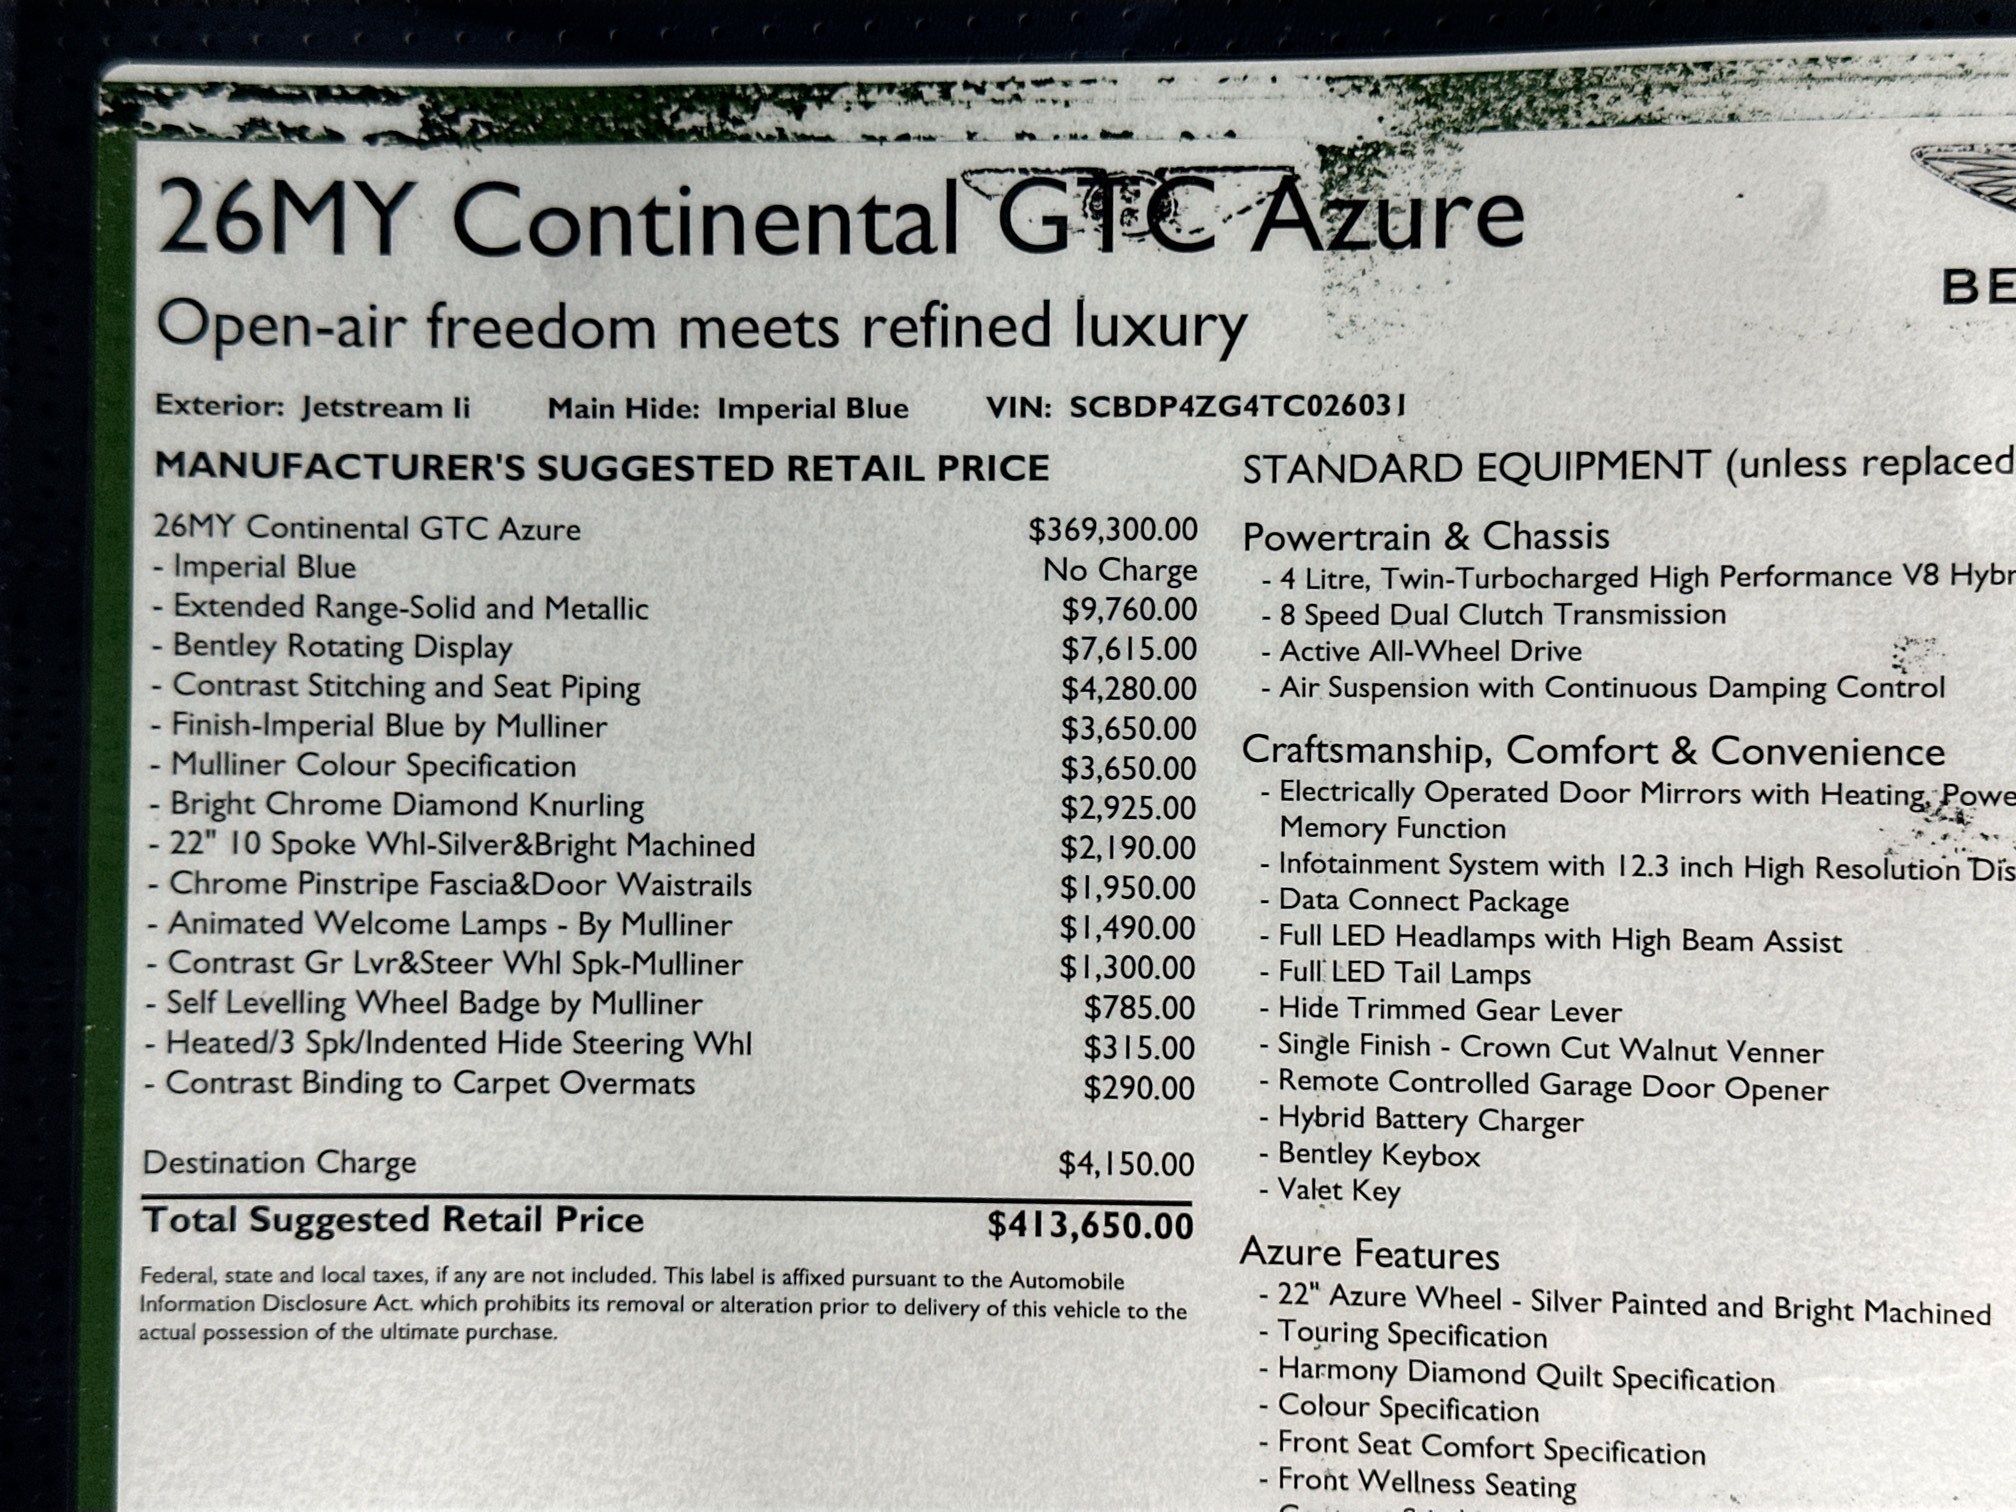 26MY Continental GTC Azure
BE
Open-air freedom meets refined luxury
Exterior: Jetstream Ii Main Hide: Imperial Blue VIN: SCBDP4ZG4TC026031
MANUFACTURER'S SUGGESTED RETAIL PRICE
26MY Continental GTC Azure $369,300.00
- Imperial Blue No Charge
- Extended Range-Solid and Metallic $9,760.00
- Bentley Rotating Display $7,615.00
- Contrast Stitching and Seat Piping $4,280.00
- Finish-Imperial Blue by Mulliner $3,650.00
- Mulliner Colour Specification $3,650.00
- Bright Chrome Diamond Knurling $2,925.00
- 22" 10 Spoke Whl-Silver&Bright Machined $2,190.00
- Chrome Pinstripe Fascia&Door Waistrails $1,950.00
- Animated Welcome Lamps - By Mulliner $1,490.00
- Contrast Gr Lvr&Steer Whl Spk-Mulliner $1,300.00
- Self Levelling Wheel Badge by Mulliner $785.00
- Heated/3 Spk/Indented Hide Steering Whl $315.00
- Contrast Binding to Carpet Overmats $290.00
Destination Charge $4,150.00
Total Suggested Retail Price $413,650.00
Federal, state and local taxes, if any are not included. This label is affixed pursuant to the Automobile
Information Disclosure Act. which prohibits its removal or alteration prior to delivery of this vehicle to the
actual possession of the ultimate purchase.
STANDARD EQUIPMENT (unless replaced
Powertrain & Chassis
- 4 Litre, Twin-Turbocharged High Performance V8 Hybr
- 8 Speed Dual Clutch Transmission
- Active All-Wheel Drive
- Air Suspension with Continuous Damping Control
Craftsmanship, Comfort & Convenience
- Electrically Operated Door Mirrors with Heating, Powe
Memory Function
- Infotainment System with 12.3 inch High Resolution Dis
- Data Connect Package
- Full LED Headlamps with High Beam Assist
- Full LED Tail Lamps
- Hide Trimmed Gear Lever
- Single Finish - Crown Cut Walnut Venner
- Remote Controlled Garage Door Opener
- Hybrid Battery Charger
- Bentley Keybox
- Valet Key
Azure Features
- 22" Azure Wheel - Silver Painted and Bright Machined
- Touring Specification
- Harmony Diamond Quilt Specification
- Colour Specification
- Front Seat Comfort Specification
- Front Wellness Seating